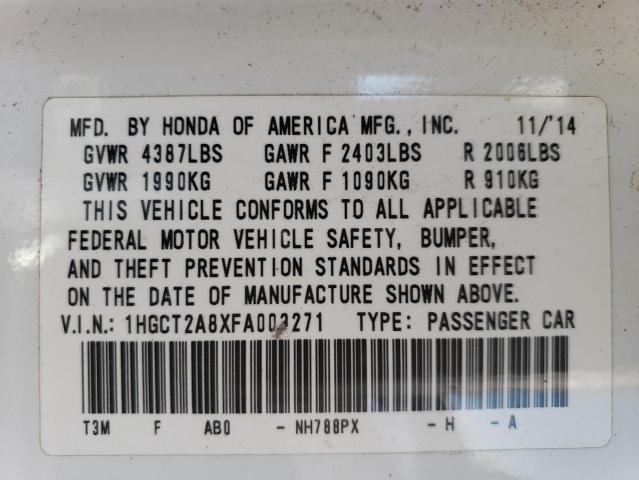 MFD. BY HONDA OF AMERICA MFG., INC. 11/'14
GVWR 4387LBS GAWR F 2403LBS R 2006LBS
GVWR 1990KG GAWR F 1090KG R 910KG
THIS VEHICLE CONFORMS TO ALL APPLICABLE
FEDERAL MOTOR VEHICLE SAFETY, BUMPER,
AND THEFT PREVENTION STANDARDS IN EFFECT
ON THE DATE OF MANUFACTURE SHOWN ABOVE.
V.I.N.: 1HGCT2A8XFA003271 TYPE: PASSENGER CAR
T3M F AB0 - NH788PX - H - A